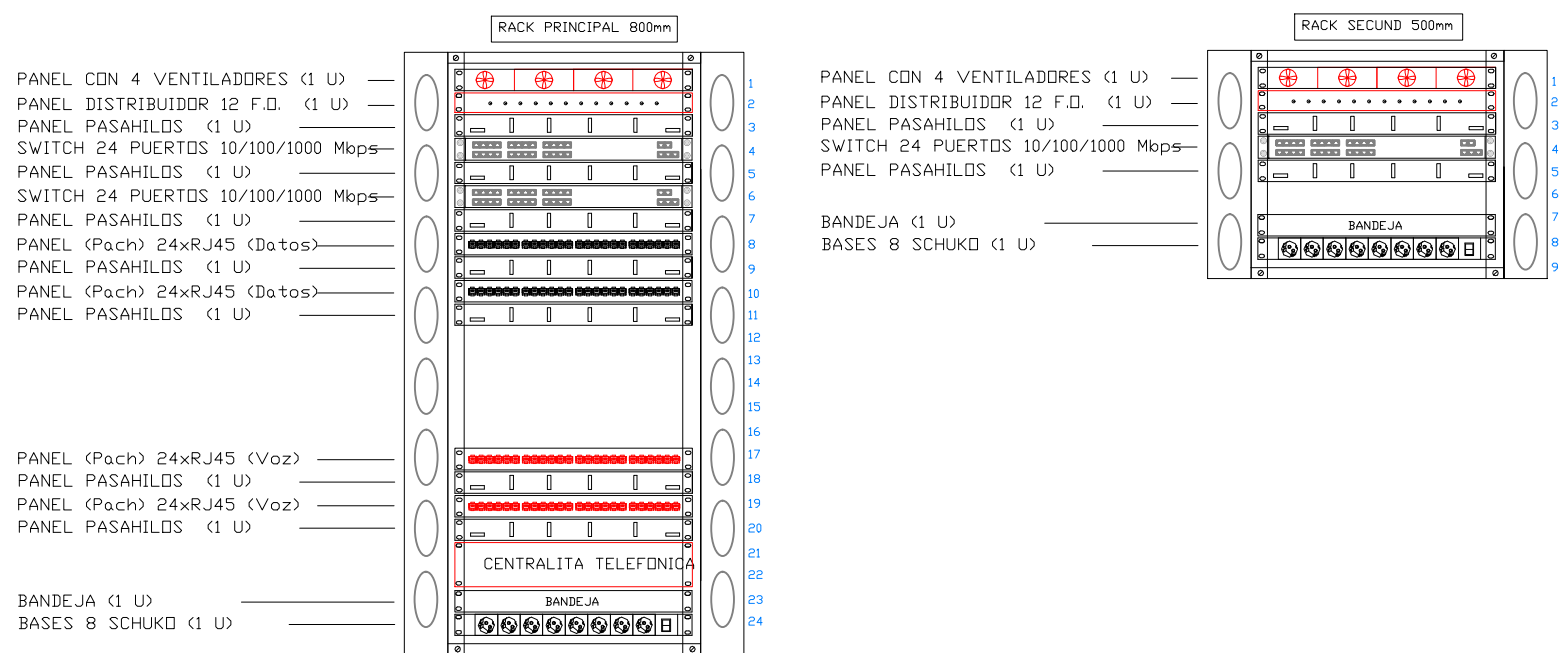 RACK PRINCIPAL 800mm
PANEL CON 4 VENTILADORES (1 U)
PANEL DISTRIBUIDOR 12 F.O. (1 U)
PANEL PASAHILOS (1 U)
SWITCH 24 PUERTOS 10/100/1000 Mbps
PANEL PASAHILOS (1 U)
SWITCH 24 PUERTOS 10/100/1000 Mbps
PANEL PASAHILOS (1 U)
PANEL (Pach) 24xRJ45 (Datos)
PANEL PASAHILOS (1 U)
PANEL (Pach) 24xRJ45 (Datos)
PANEL PASAHILOS (1 U)
PANEL (Pach) 24xRJ45 (Voz)
PANEL PASAHILOS (1 U)
PANEL (Pach) 24xRJ45 (Voz)
PANEL PASAHILOS (1 U)
BANDEJA (1 U)
BASES 8 SCHUKO (1 U)
CENTRALITA TELEFONICA
BANDEJA
1
2
3
4
5
6
7
8
9
10
11
12
13
14
15
16
17
18
19
20
21
22
23
24
RACK SECUND 500mm
PANEL CON 4 VENTILADORES (1 U)
PANEL DISTRIBUIDOR 12 F.O. (1 U)
PANEL PASAHILOS (1 U)
SWITCH 24 PUERTOS 10/100/1000 Mbps
PANEL PASAHILOS (1 U)
BANDEJA (1 U)
BASES 8 SCHUKO (1 U)
BANDEJA
1
2
3
4
5
6
7
8
9